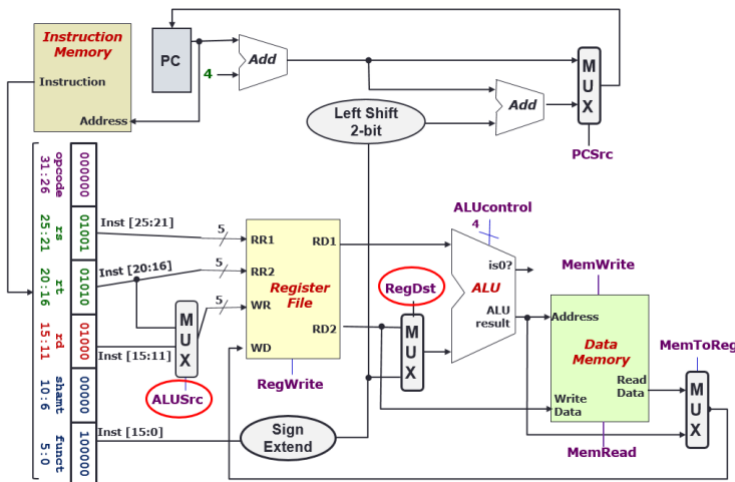 Instruction
Memory
Instruction
Address
PC
4
Add
Add
MUX
PCSrc
Left Shift
2-bit
opcode
31:26
000000
rs
25:21
01001
rt
20:16
01010
rd
15:11
01000
shamt
10:6
00000
funct
5:0
100000
Inst [25:21]
Inst [20:16]
Inst [15:11]
Inst [15:0]
5
5
5
MUX
ALUSrc
RR1
RR2
WR
WD
RD1
RD2
Register
File
RegWrite
Sign
Extend
RegDst
MUX
ALUcontrol
4
is0?
ALU
ALU
result
MemWrite
Address
Data
Memory
Read
Data
Write
Data
MemRead
MemToReg
MUX